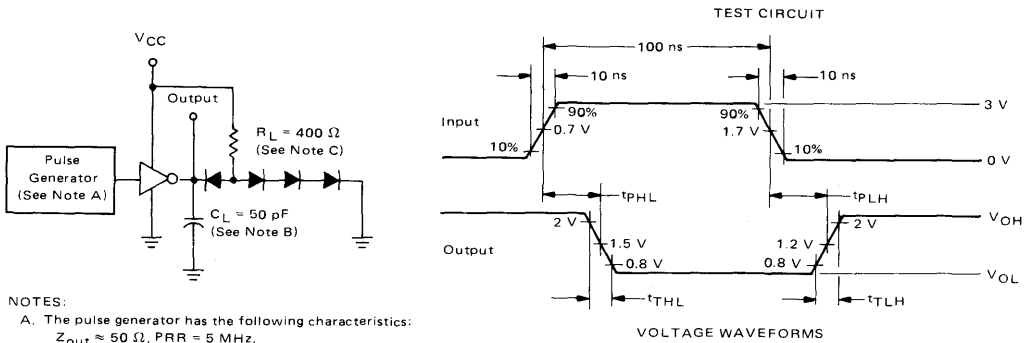 TEST CIRCUIT
VCC
Output
RL = 400 Ω
(See Note C)
Pulse
Generator
(See Note A)
CL = 50 pF
(See Note B)
NOTES:
A. The pulse generator has the following characteristics:
Zout ≈ 50 Ω, PRR = 5 MHz.
100 ns
10 ns
10 ns
Input
90%
0.7 V
10%
90%
1.7 V
10%
3 V
0 V
tPHL
tPLH
Output
2 V
1.5 V
0.8 V
2 V
1.2 V
0.8 V
VOH
VOL
tTHL
tTLH
VOLTAGE WAVEFORMS